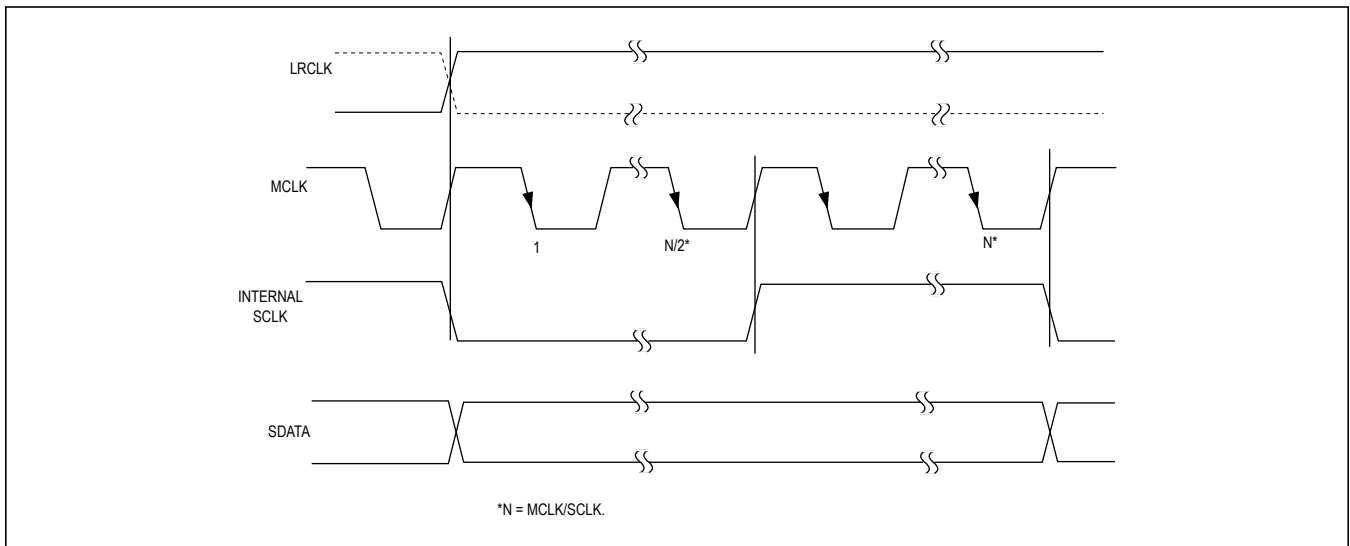 LRCLK
MCLK
1
N/2*
N*
INTERNAL
SCLK
SDATA
*N = MCLK/SCLK.